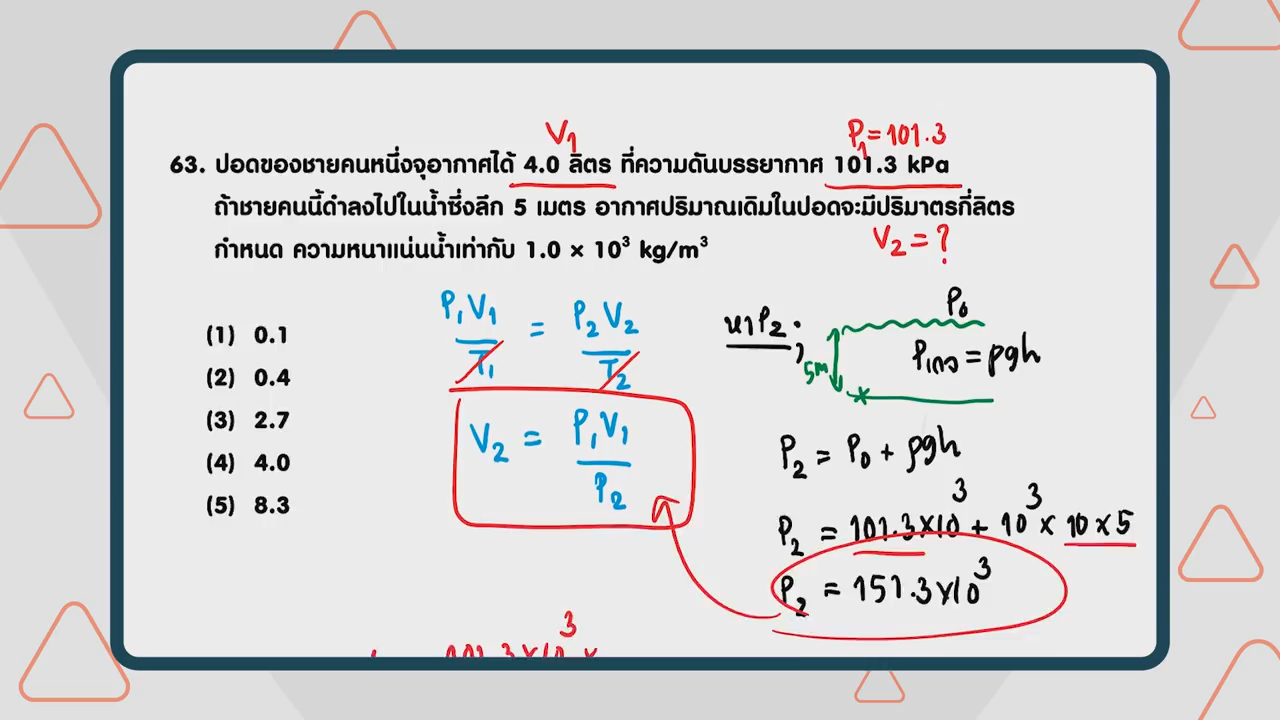 V₁
P₁ = 101.3
63. ปอดของชายคนหนึ่งจุอากาศได้ 4.0 ลิตร ที่ความดันบรรยากาศ 101.3 kPa
ถ้าชายคนนี้ดำลงไปในน้ำซึ่งลึก 5 เมตร อากาศปริมาณเดิมในปอดจะมีปริมาตรกี่ลิตร
กำหนด ความหนาแน่นน้ำเท่ากับ 1.0 × 10³ kg/m³
V₂ = ?
(1) 0.1
(2) 0.4
(3) 2.7
(4) 4.0
(5) 8.3
P₁V₁ / T₁ = P₂V₂ / T₂
V₂ = P₁V₁ / P₂
หาP₂ ;
P₀
5m
Pเกจ = ρgh
P₂ = P₀ + ρgh
P₂ = 101.3×10³ + 10³ × 10 × 5
P₂ = 151.3×10³
101.3×10³ ×